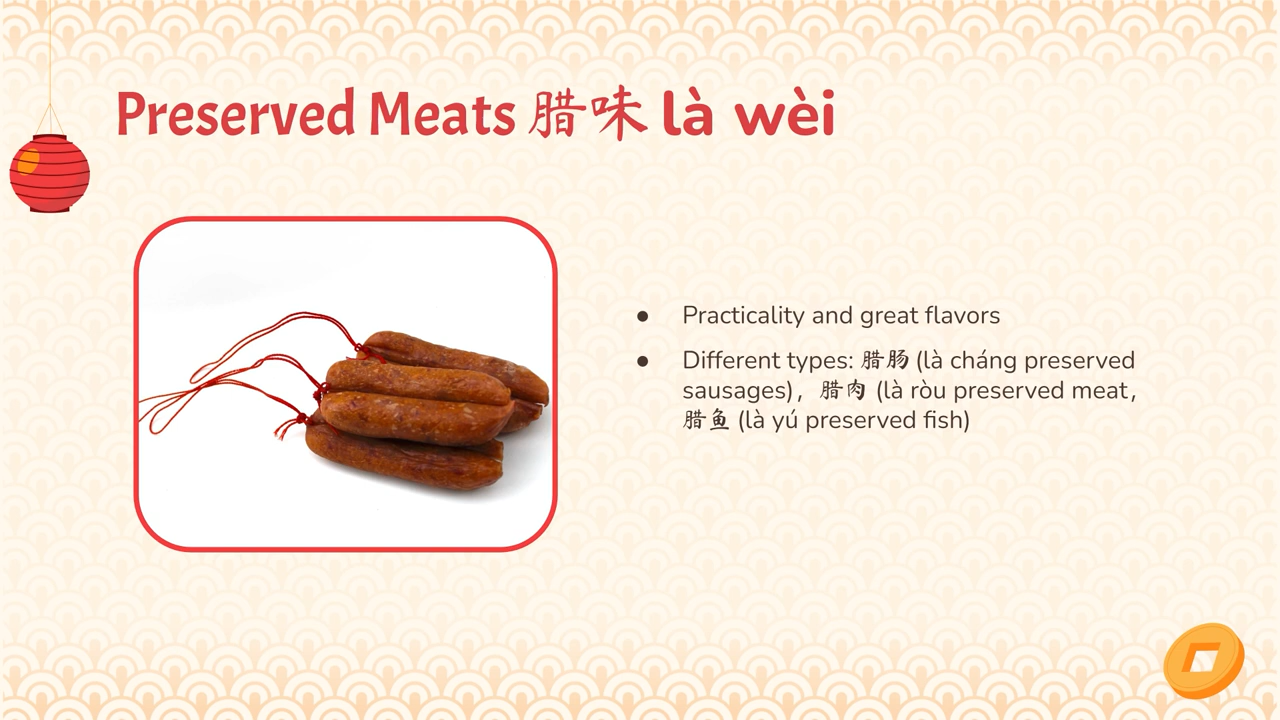 Preserved Meats 腊味 là wèi
● Practicality and great flavors
● Different types: 腊肠 (là cháng preserved
sausages)，腊肉 (là ròu preserved meat,
腊鱼 (là yú preserved fish)